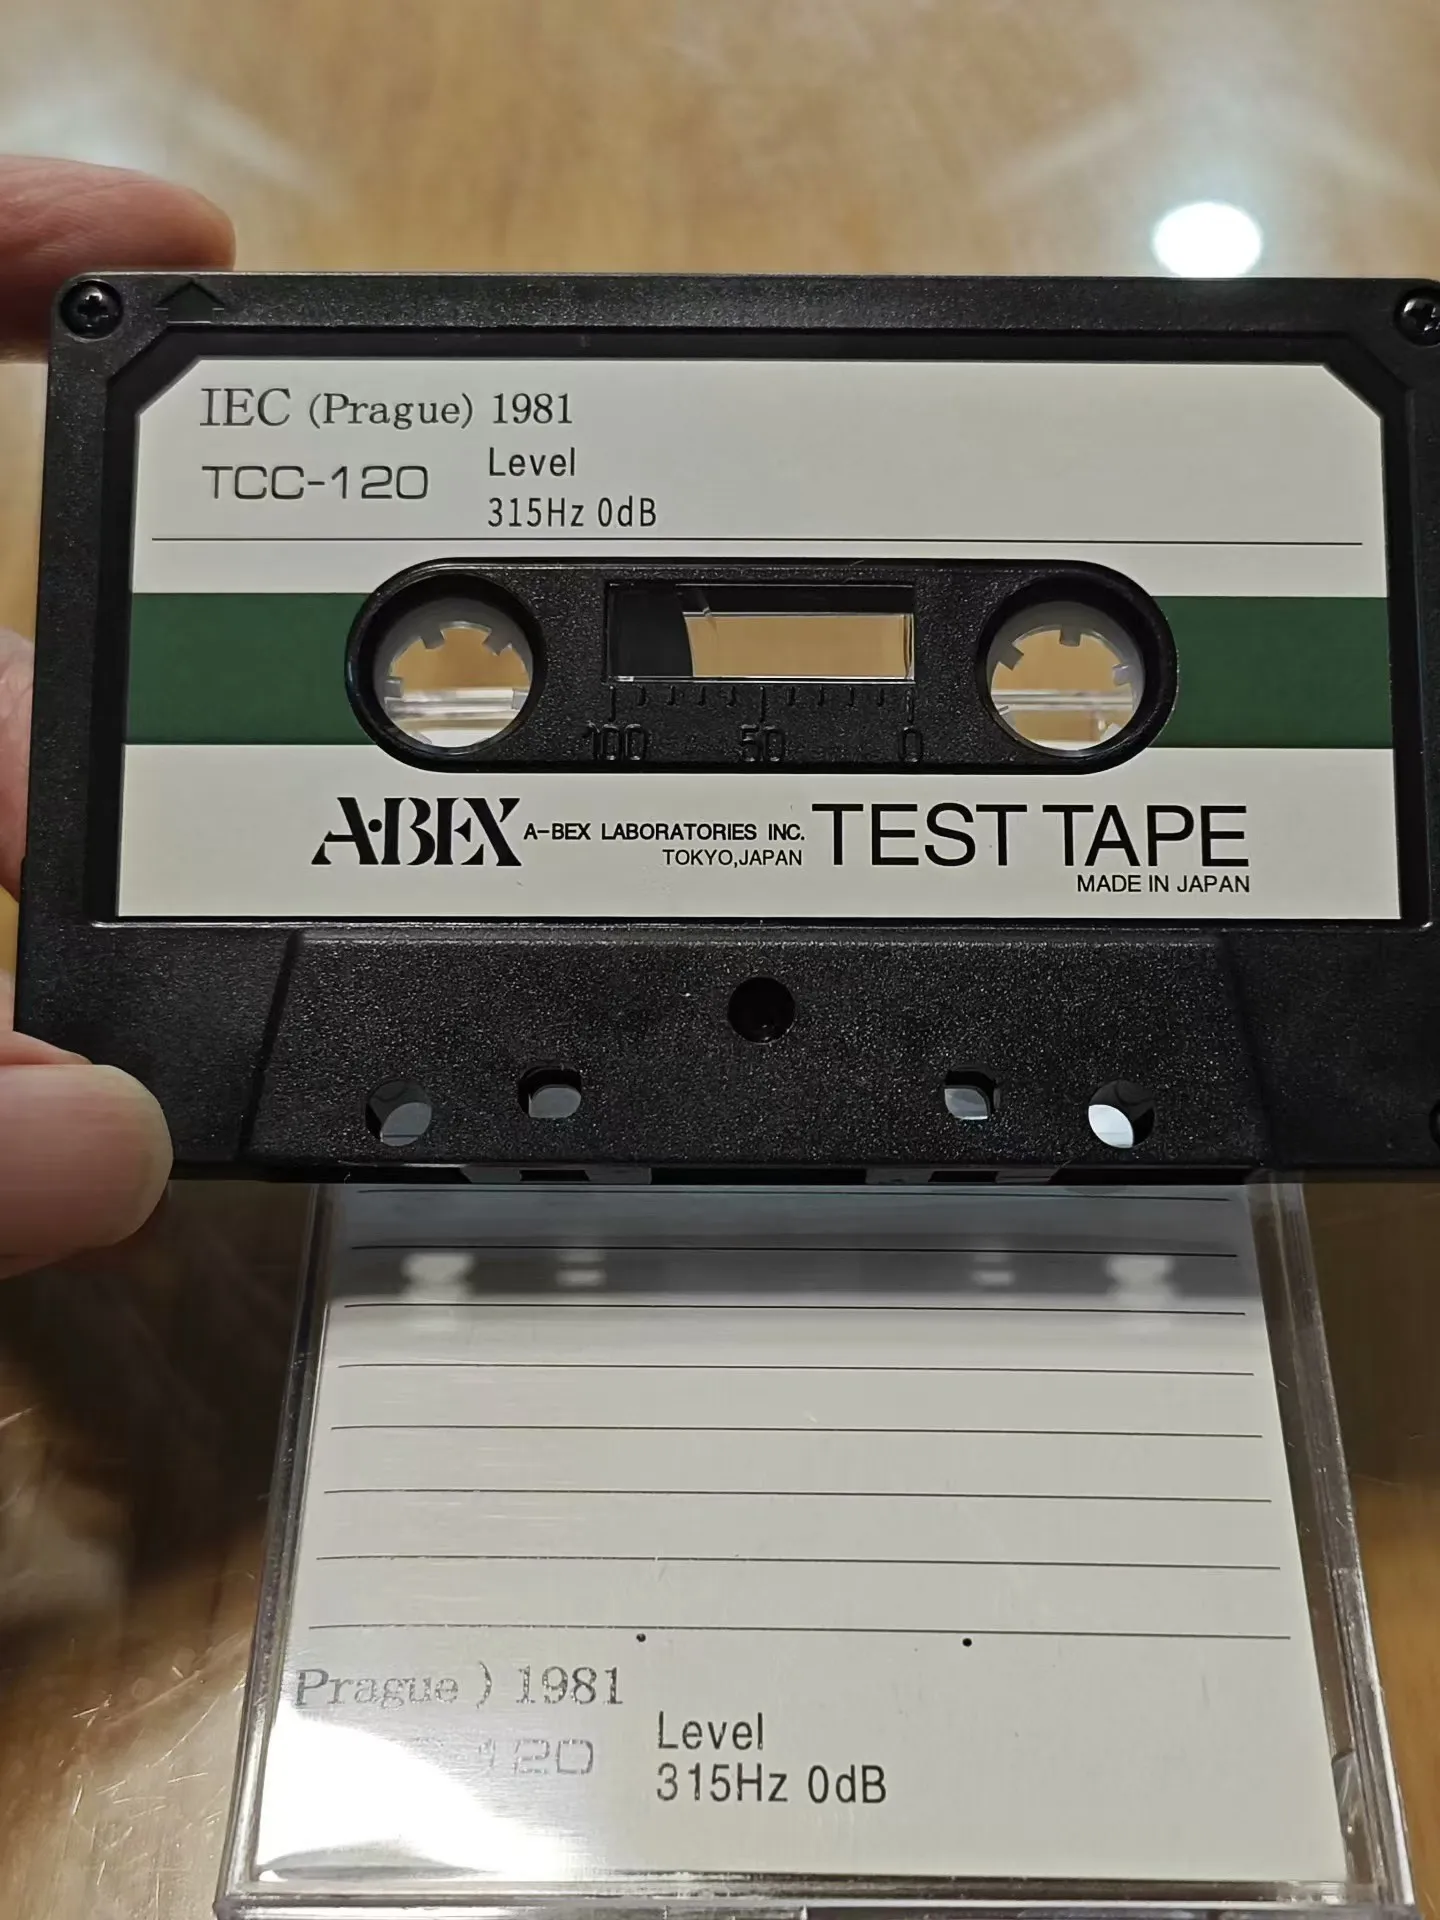 IEC (Prague) 1981
TCC-120
Level
315Hz 0dB
100 50 0
A·BEX A-BEX LABORATORIES INC. TEST TAPE
TOKYO,JAPAN
MADE IN JAPAN
Prague ) 1981
120
Level
315Hz 0dB